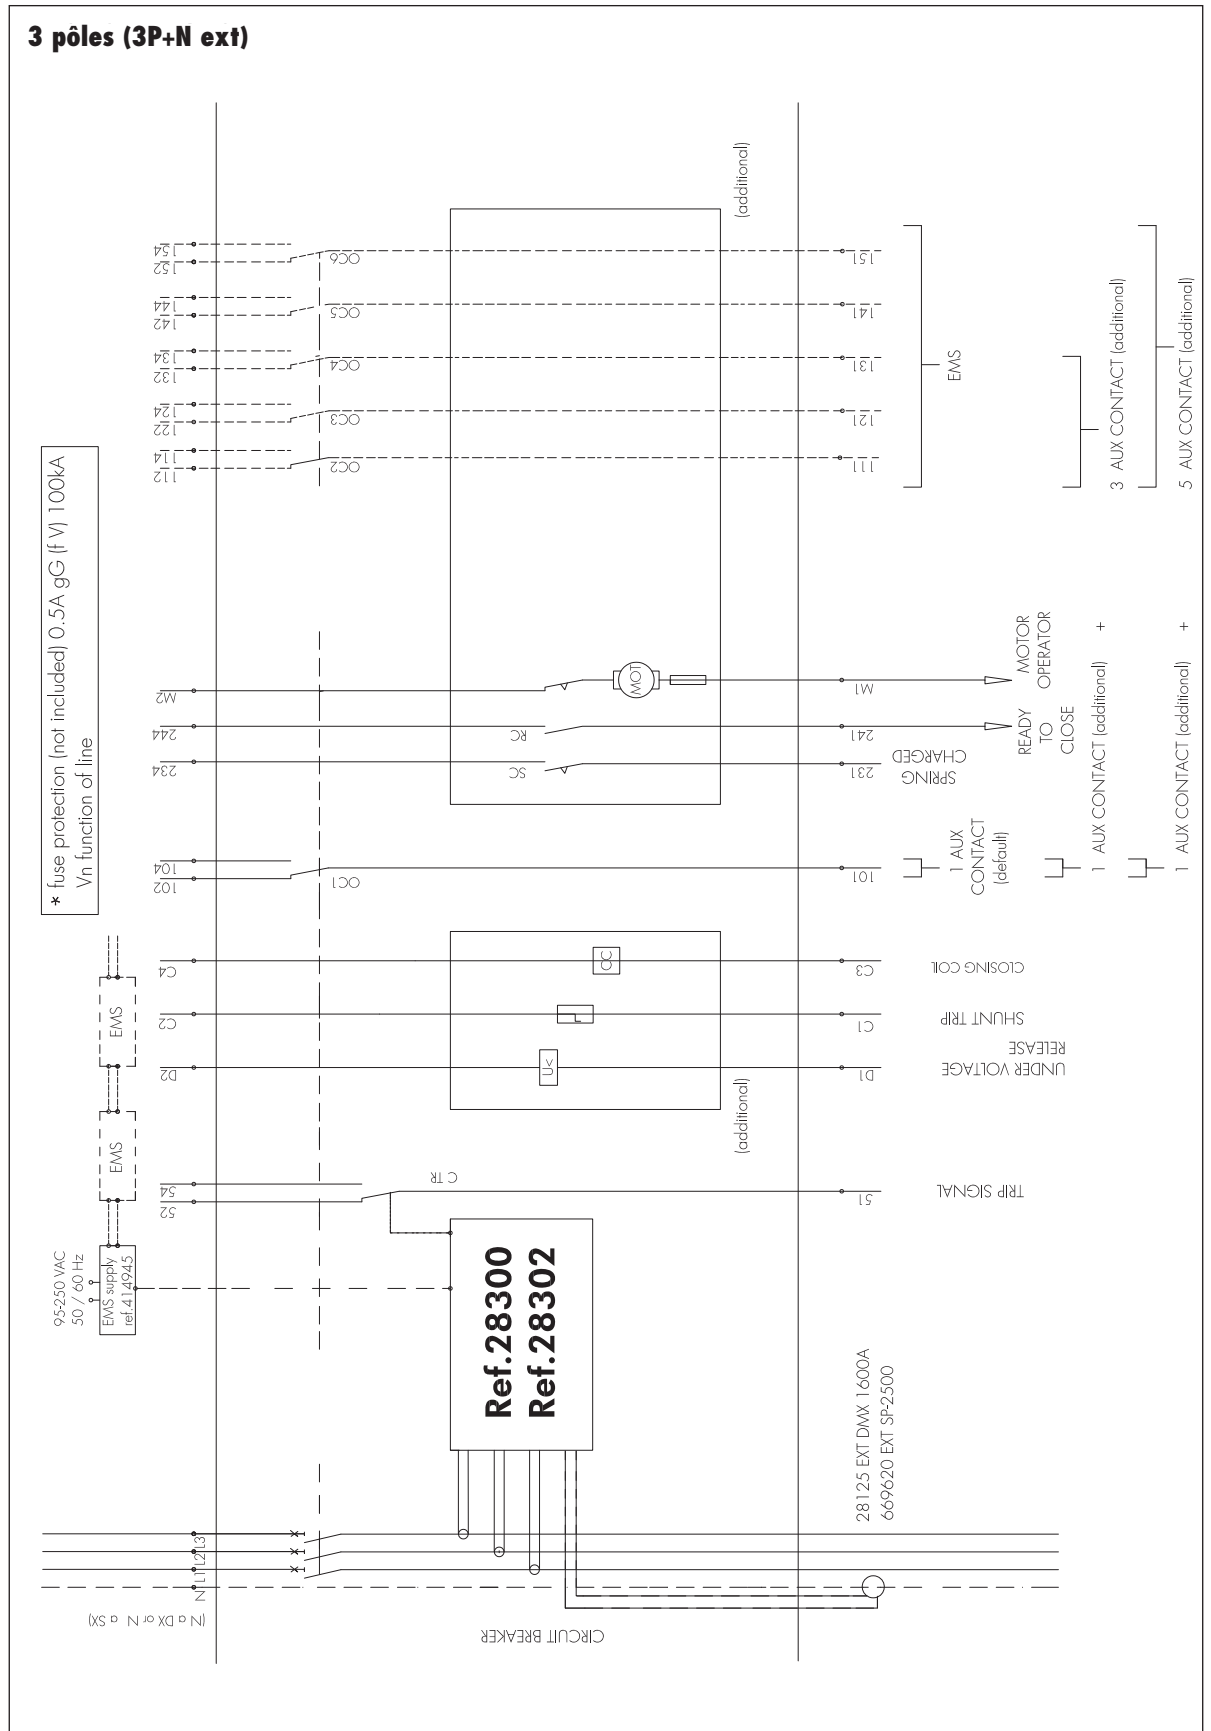 3 pôles (3P+N ext)
(additional)
154
152
OC6
151
144
142
OC5
141
134
132
OC4
131
124
122
OC3
121
114
112
OC2
111
EMS
3 AUX CONTACT (additional)
5 AUX CONTACT (additional)
* fuse protection (not included) 0.5A gG (f V) 100kA
Vn function of line
M2
MOT
M1
MOTOR
OPERATOR
244
RC
241
READY
TO
CLOSE
234
SC
231
SPRING
CHARGED
1 AUX CONTACT (additional) +
1 AUX CONTACT (additional) +
104
102
OC1
101
1 AUX
CONTACT
(default)
C4
CC
C3
CLOSING COIL
C2
C1
SHUNT TRIP
D2
U<
D1
UNDER VOLTAGE
RELEASE
(additional)
EMS
EMS
54
52
CTR
51
TRIP SIGNAL
95-250 VAC
50 / 60 Hz
EMS supply
ref.414945
Ref.28300
Ref.28302
28125 EXT DMX 1600A
669620 EXT SP-2500
N L1 L2 L3
(N a DX or N a SX)
CIRCUIT BREAKER